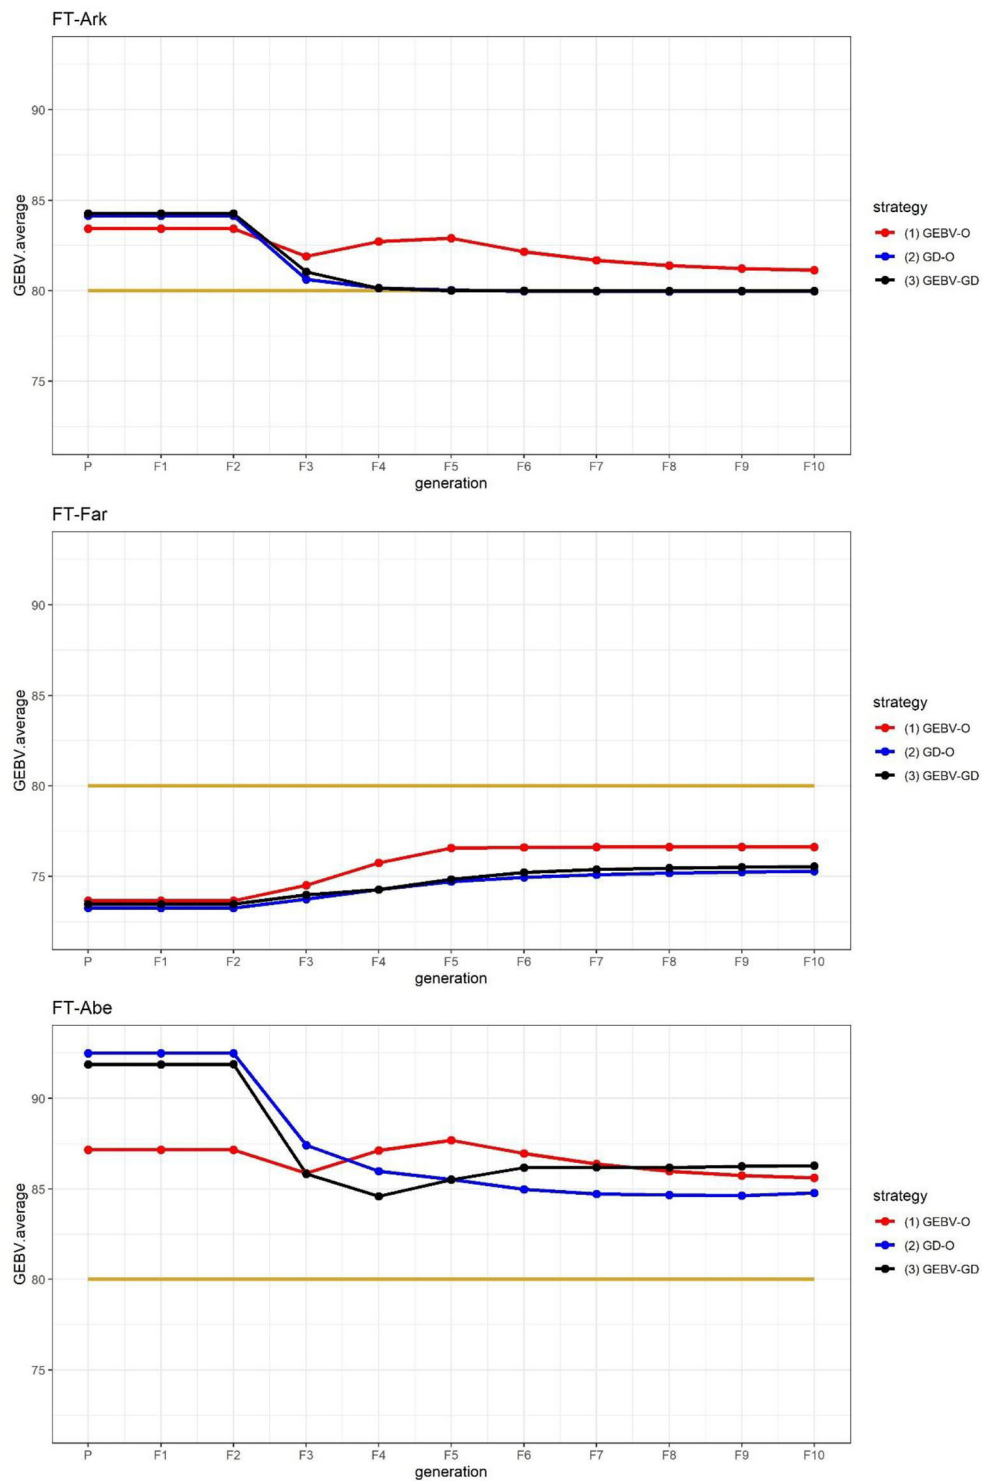 FT-Ark
GEBV.average
90
85
80
75
P F1 F2 F3 F4 F5 F6 F7 F8 F9 F10
generation
strategy
(1) GEBV-O
(2) GD-O
(3) GEBV-GD
FT-Far
GEBV.average
90
85
80
75
P F1 F2 F3 F4 F5 F6 F7 F8 F9 F10
generation
strategy
(1) GEBV-O
(2) GD-O
(3) GEBV-GD
FT-Abe
GEBV.average
90
85
80
75
P F1 F2 F3 F4 F5 F6 F7 F8 F9 F10
generation
strategy
(1) GEBV-O
(2) GD-O
(3) GEBV-GD